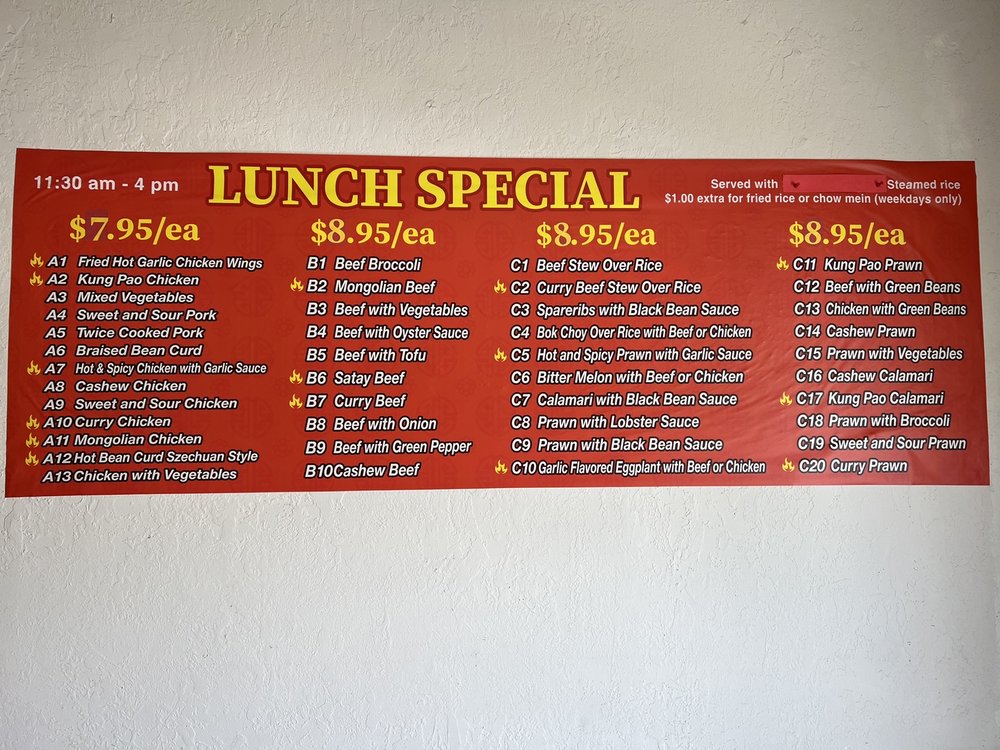 11:30 am - 4 pm
LUNCH SPECIAL
Served with Steamed rice
$1.00 extra for fried rice or chow mein (weekdays only)
$7.95/ea
A1 Fried Hot Garlic Chicken Wings
A2 Kung Pao Chicken
A3 Mixed Vegetables
A4 Sweet and Sour Pork
A5 Twice Cooked Pork
A6 Braised Bean Curd
A7 Hot & Spicy Chicken with Garlic Sauce
A8 Cashew Chicken
A9 Sweet and Sour Chicken
A10 Curry Chicken
A11 Mongolian Chicken
A12 Hot Bean Curd Szechuan Style
A13 Chicken with Vegetables
$8.95/ea
B1 Beef Broccoli
B2 Mongolian Beef
B3 Beef with Vegetables
B4 Beef with Oyster Sauce
B5 Beef with Tofu
B6 Satay Beef
B7 Curry Beef
B8 Beef with Onion
B9 Beef with Green Pepper
B10 Cashew Beef
$8.95/ea
C1 Beef Stew Over Rice
C2 Curry Beef Stew Over Rice
C3 Spareribs with Black Bean Sauce
C4 Bok Choy Over Rice with Beef or Chicken
C5 Hot and Spicy Prawn with Garlic Sauce
C6 Bitter Melon with Beef or Chicken
C7 Calamari with Black Bean Sauce
C8 Prawn with Lobster Sauce
C9 Prawn with Black Bean Sauce
C10 Garlic Flavored Eggplant with Beef or Chicken
$8.95/ea
C11 Kung Pao Prawn
C12 Beef with Green Beans
C13 Chicken with Green Beans
C14 Cashew Prawn
C15 Prawn with Vegetables
C16 Cashew Calamari
C17 Kung Pao Calamari
C18 Prawn with Broccoli
C19 Sweet and Sour Prawn
C20 Curry Prawn